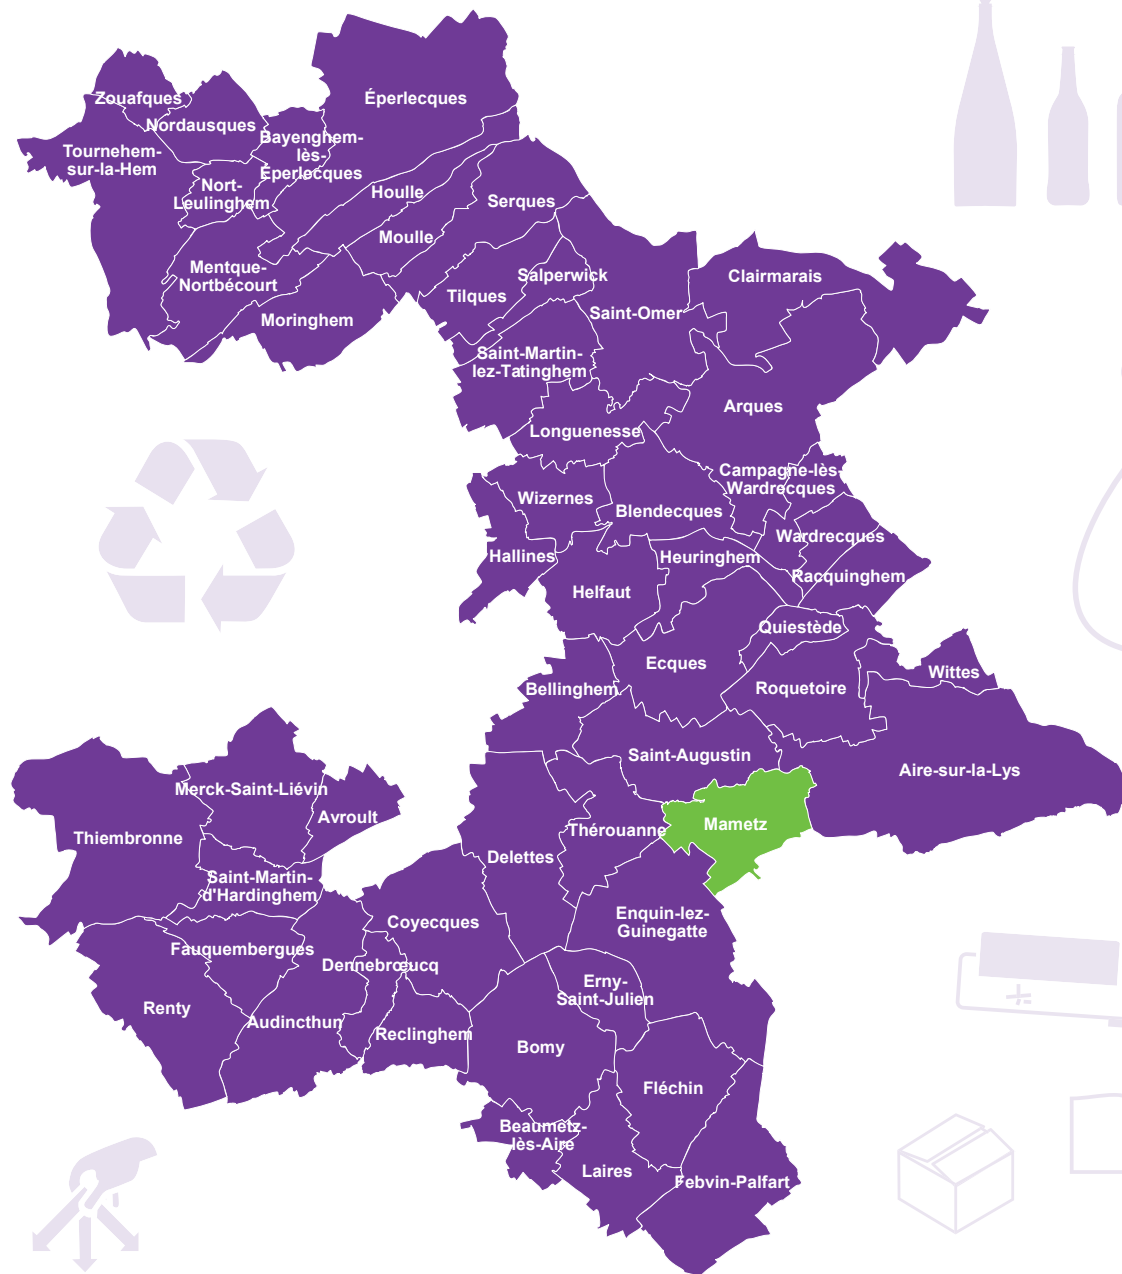 Éperlecques
Zouafques
Nordausques
Bayenghem-
lès-
Éperlocques
Tournehem-
sur-la-Hem
Nort-
Leulinghem
Houlle
Serques
Moulle
Mentque-
Nortbécourt
Salperwick
Clairmarais
Tilques
Saint-Omer
Moringhem
Saint-Martin-
lez-Tatinghem
Arques
Longuenesse
Campagne-lès-
Wardrecques
Wizernes
Blendecques
Wardrecques
Hallines
Heuringhem
Racquinghem
Helfaut
Quiestède
Ecques
Wittes
Bellinghem
Roquetoire
Saint-Augustin
Aire-sur-la-Lys
Merck-Saint-Liévin
Avroult
Mametz
Thérouanne
Thiembronne
Delettes
Saint-Martin-
d'Hardinghem
Enquin-lez-
Guinegatte
Coyecques
Fauquembergues
Dennebrœucq
Erny-
Saint-Julien
Renty
Audincthun
Reclinghem
Bomy
Fléchin
Beaumetz-
lès-Aire
Laires
Febvin-Palfart